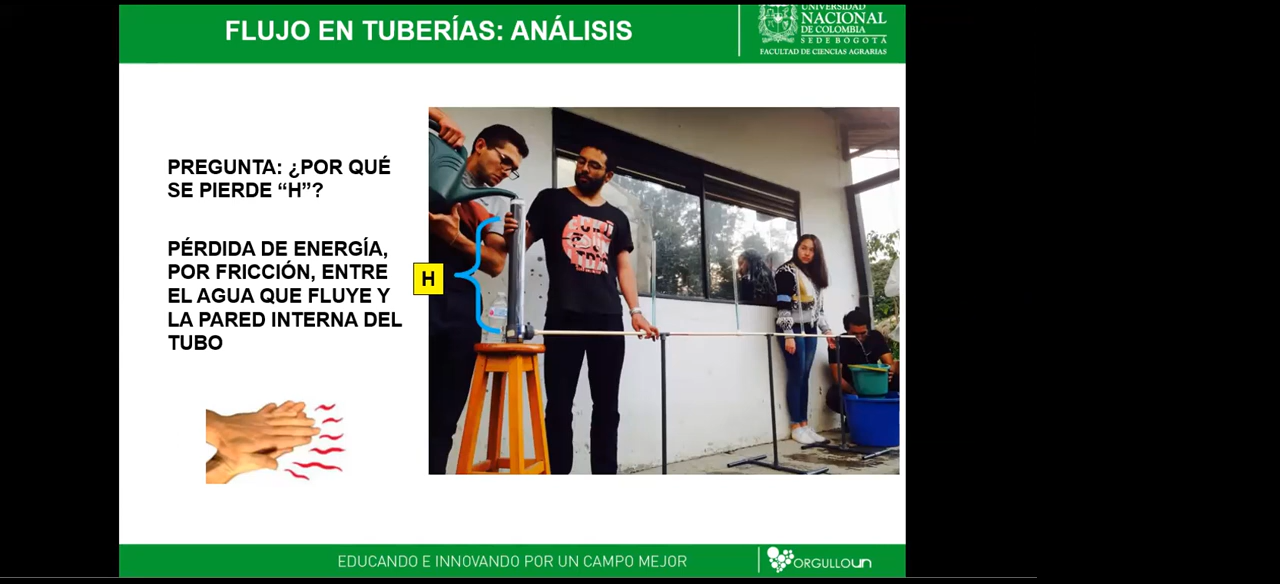 FLUJO EN TUBERÍAS: ANÁLISIS
UNIVERSIDAD
NACIONAL
DE COLOMBIA
SEDE BOGOTÁ
FACULTAD DE CIENCIAS AGRARIAS
PREGUNTA: ¿POR QUÉ
SE PIERDE “H”?
PÉRDIDA DE ENERGÍA,
POR FRICCIÓN, ENTRE
EL AGUA QUE FLUYE Y
LA PARED INTERNA DEL
TUBO
H
EDUCANDO E INNOVANDO POR UN CAMPO MEJOR
ORGULLOUN